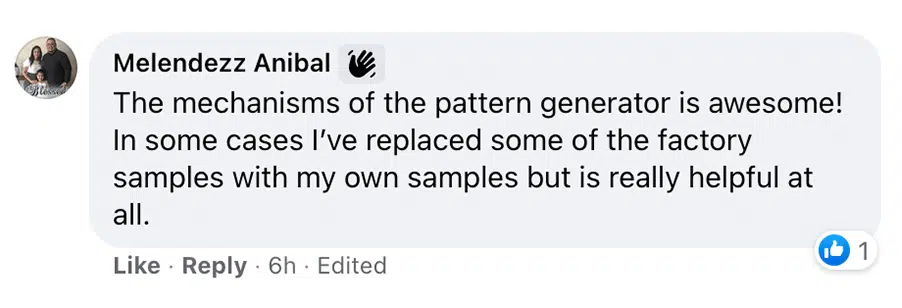 Melendezz Anibal
The mechanisms of the pattern generator is awesome!
In some cases I’ve replaced some of the factory
samples with my own samples but is really helpful at
all.
Like · Reply · 6h · Edited
1
Blessed